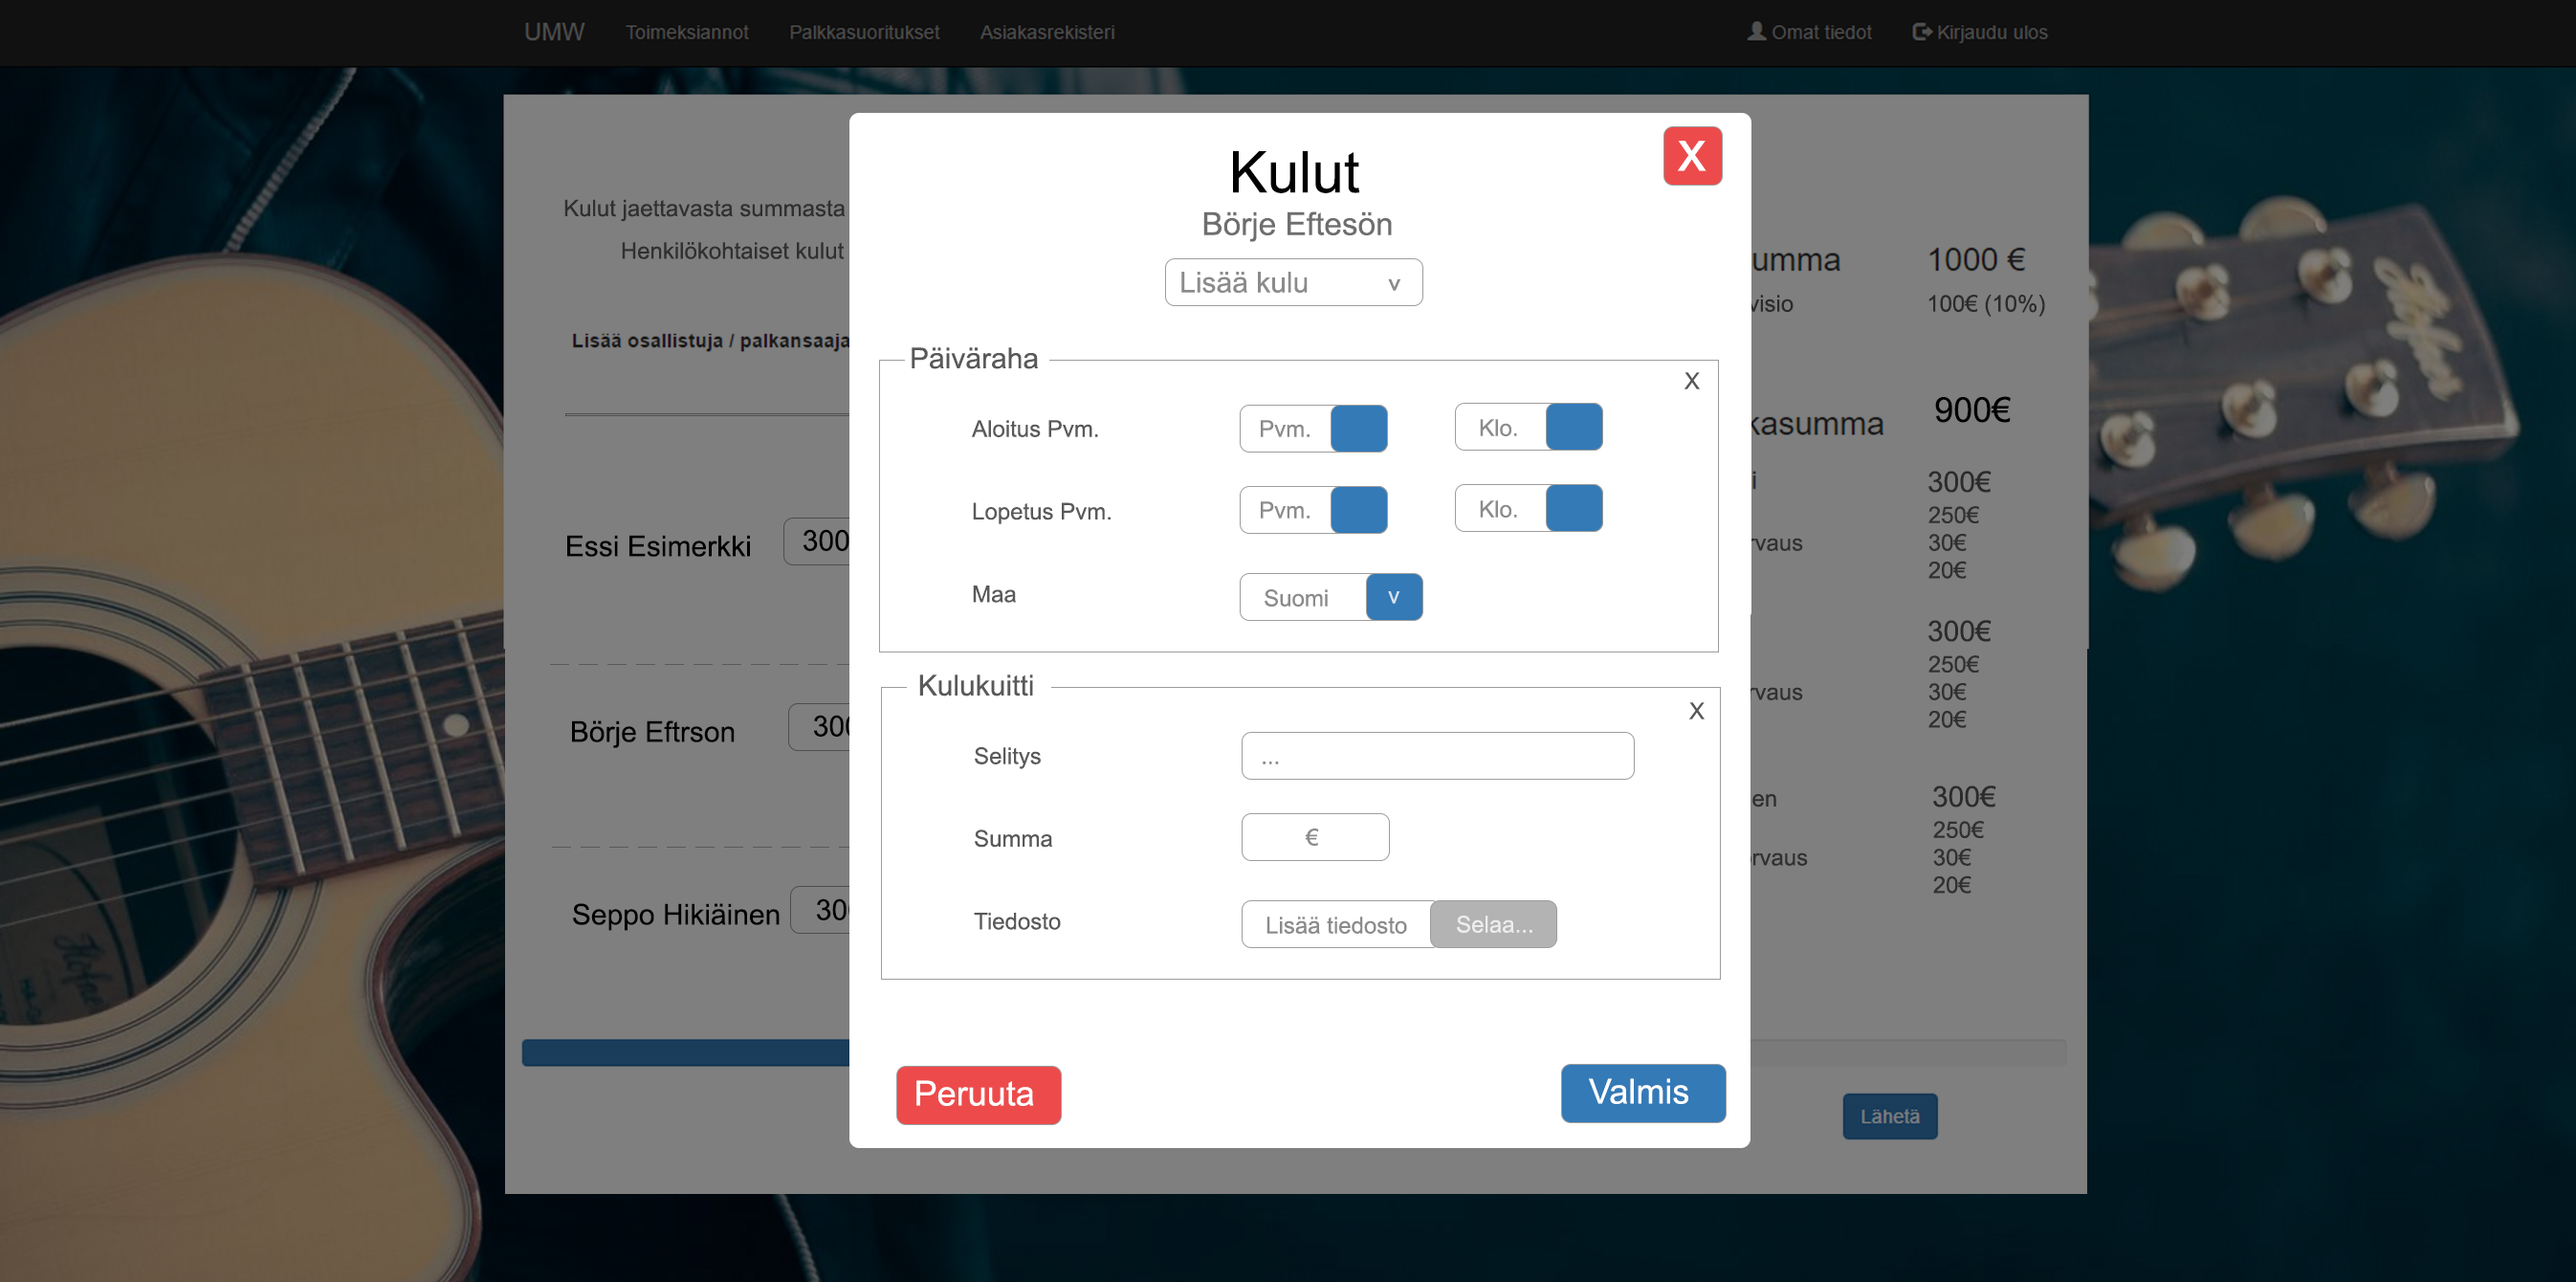 UMW Toimeksiannot Palkkasuoritukset Asiakasrekisteri Omat tiedot Kirjaudu ulos
Kulut jaettavasta summasta
Henkilökohtaiset kulut
Lisää osallistuja / palkansaaja
Essi Esimerkki 300
Börje Eftrson 300
Seppo Hikiäinen 30
Kulut
X
Börje Eftesön
Lisää kulu v
Päiväraha
X
Aloitus Pvm. Pvm. Klo.
Lopetus Pvm. Pvm. Klo.
Maa Suomi v
Kulukuitti
X
Selitys ...
Summa €
Tiedosto Lisää tiedosto Selaa...
Peruuta Valmis
umma 1000 €
visio 100€ (10%)
kasumma 900€
i 300€
250€
rvaus 30€
20€
300€
250€
rvaus 30€
20€
en 300€
250€
rvaus 30€
20€
Lähetä
Höfner